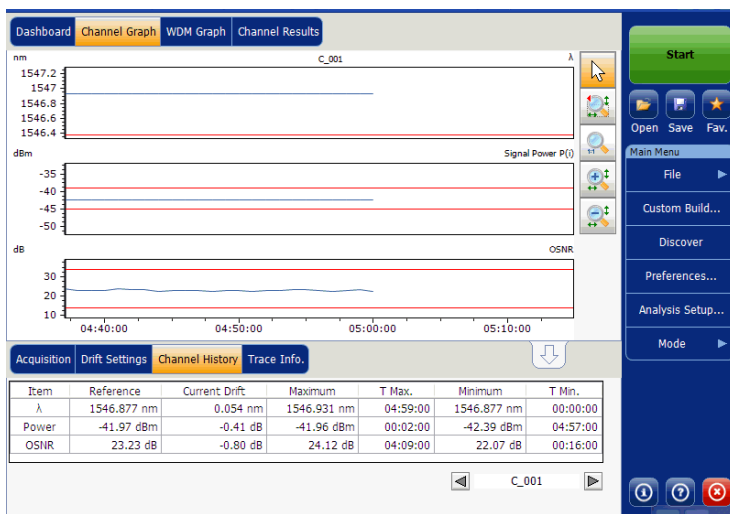 Dashboard Channel Graph WDM Graph Channel Results
nm C_001 λ
1547.2
1547
1546.8
1546.6
1546.4
dBm Signal Power P(i)
-35
-40
-45
-50
dB OSNR
30
20
10
04:40:00 04:50:00 05:00:00 05:10:00
1:1
Acquisition Drift Settings Channel History Trace Info.
Item Reference Current Drift Maximum T Max. Minimum T Min.
λ 1546.877 nm 0.054 nm 1546.931 nm 04:59:00 1546.877 nm 00:00:00
Power -41.97 dBm -0.41 dB -41.96 dBm 00:02:00 -42.39 dBm 04:57:00
OSNR 23.23 dB -0.80 dB 24.12 dB 04:09:00 22.07 dB 00:16:00
C_001
Start
Open Save Fav.
Main Menu
File
Custom Build...
Discover
Preferences...
Analysis Setup...
Mode